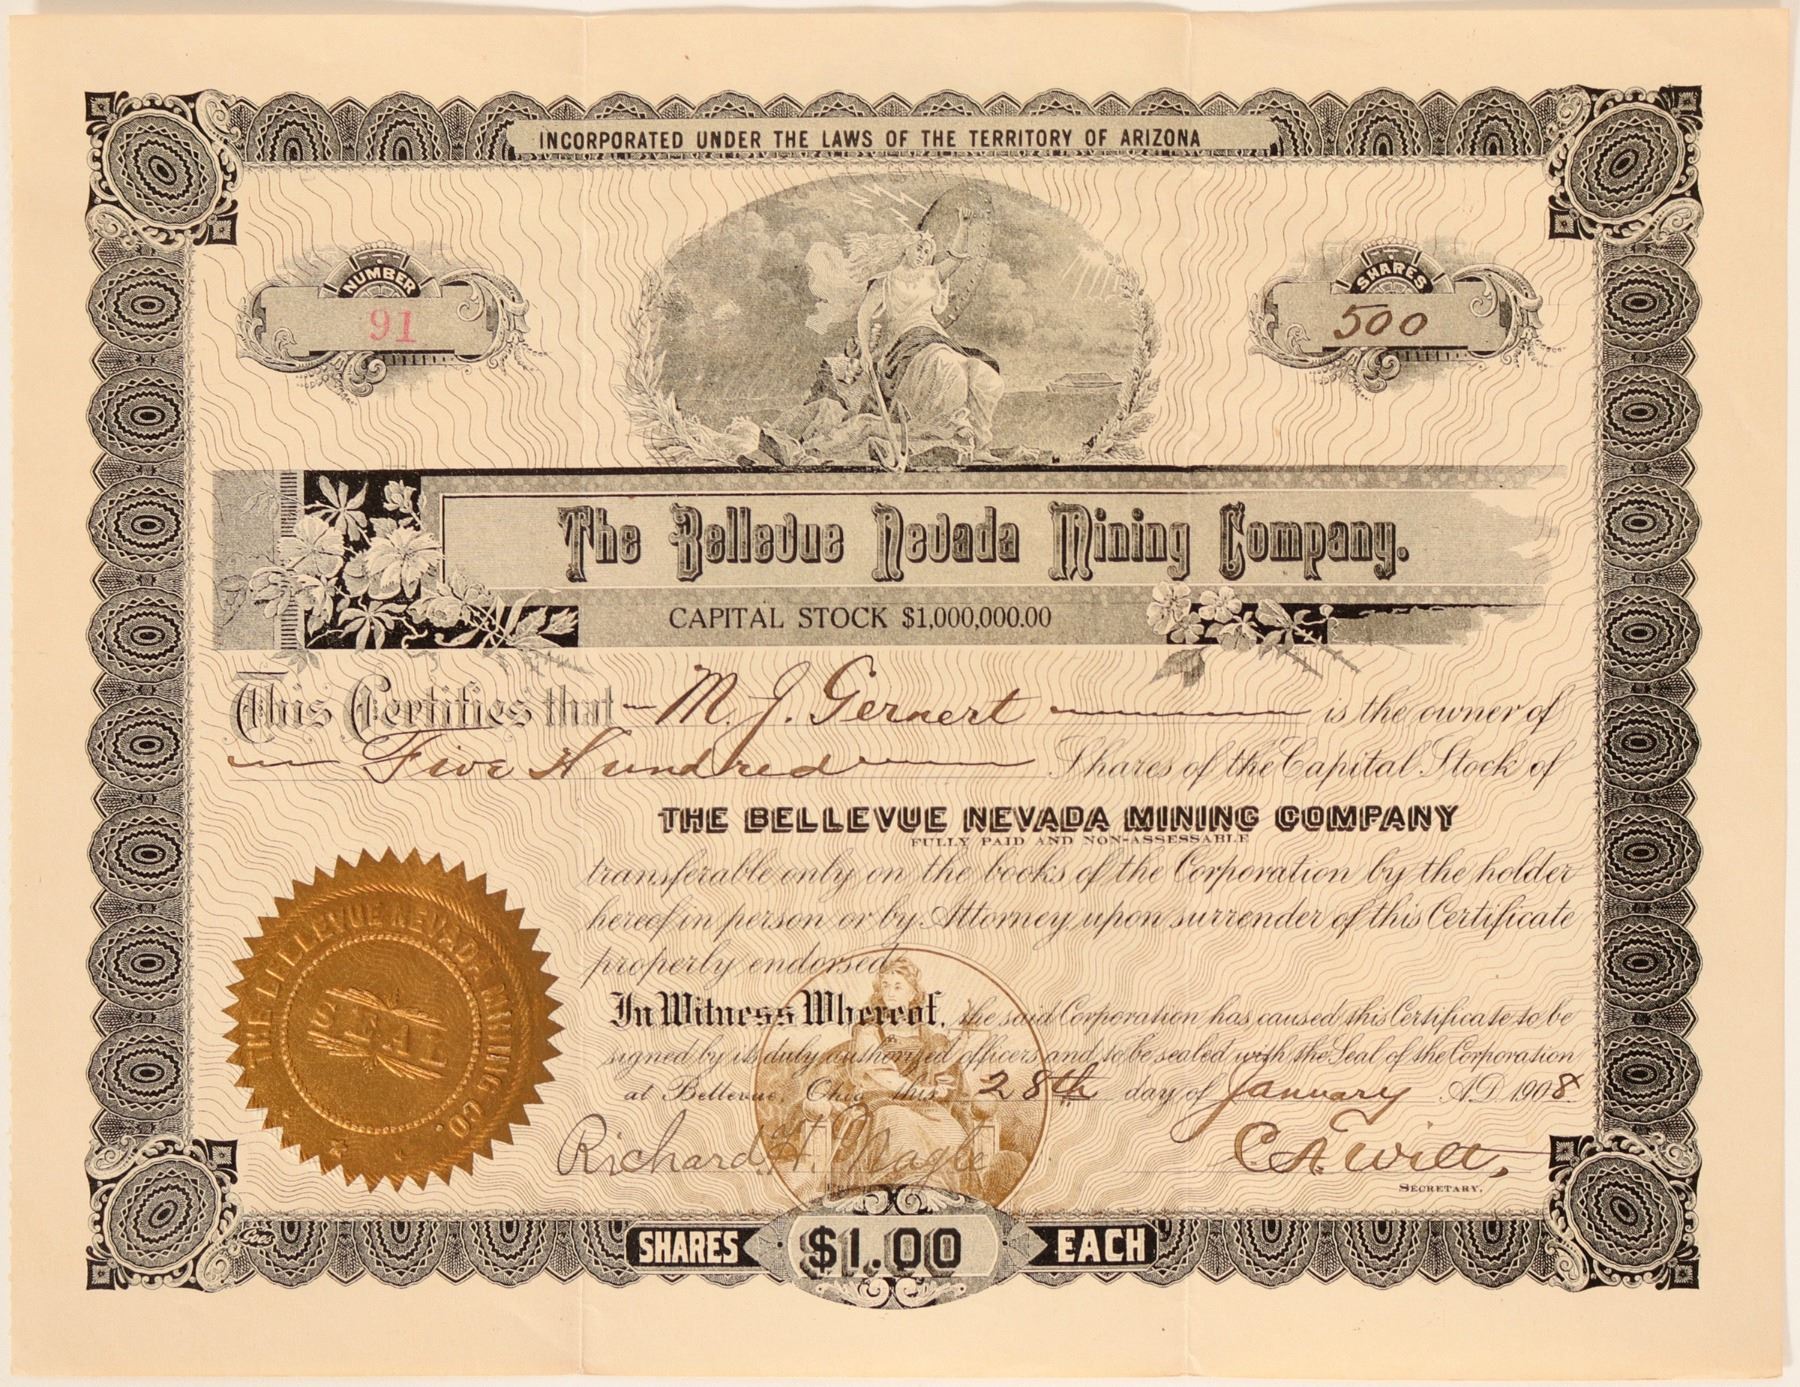 INCORPORATED UNDER THE LAWS OF THE TERRITORY OF ARIZONA
NUMBER
91
SHARES
500
The Bellevue Nevada Mining Company.
CAPITAL STOCK $1,000,000.00
This Certifies that M. J. Gernert is the owner of
Five Hundred Shares of the Capital Stock of
THE BELLEVUE NEVADA MINING COMPANY
FULLY PAID AND NON-ASSESSABLE
transferable only on the books of the Corporation by the holder
hereof in person or by Attorney upon surrender of this Certificate
properly endorsed
In Witness Whereof, the said Corporation has caused this Certificate to be
signed by its duly authorized officers and to be sealed with the Seal of the Corporation
at Bellevue, Ohio this 28th day of January A.D. 1908
Richard H. Nagle
C. A. Wilt,
SECRETARY.
THE BELLEVUE NEVADA MINING CO
SEAL
Goes
SHARES $1.00 EACH